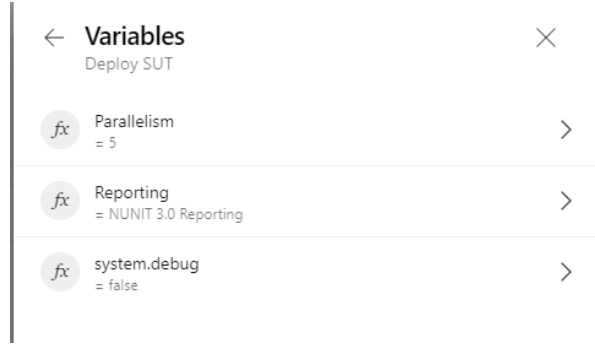 Variables
Deploy SUT
fx Parallelism
= 5
fx Reporting
= NUNIT 3.0 Reporting
fx system.debug
= false